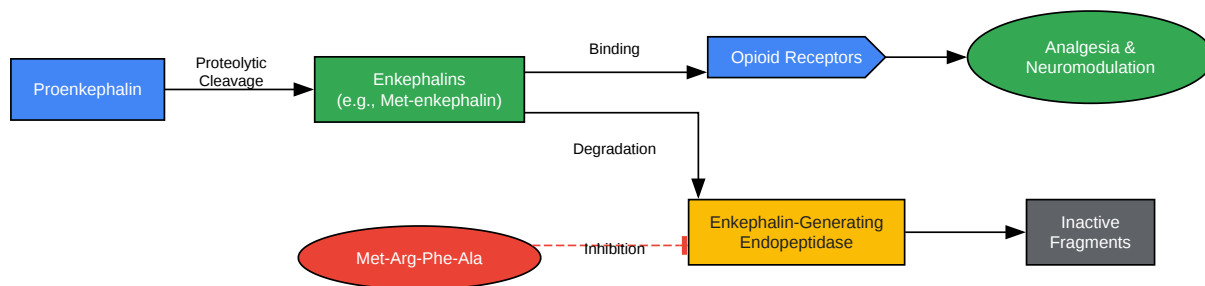 Proenkephalin
Proteolytic
Cleavage
Enkephalins
(e.g., Met-enkephalin)
Binding
Opioid Receptors
Analgesia &
Neuromodulation
Degradation
Enkephalin-Generating
Endopeptidase
Inactive
Fragments
Met-Arg-Phe-Ala
Inhibition